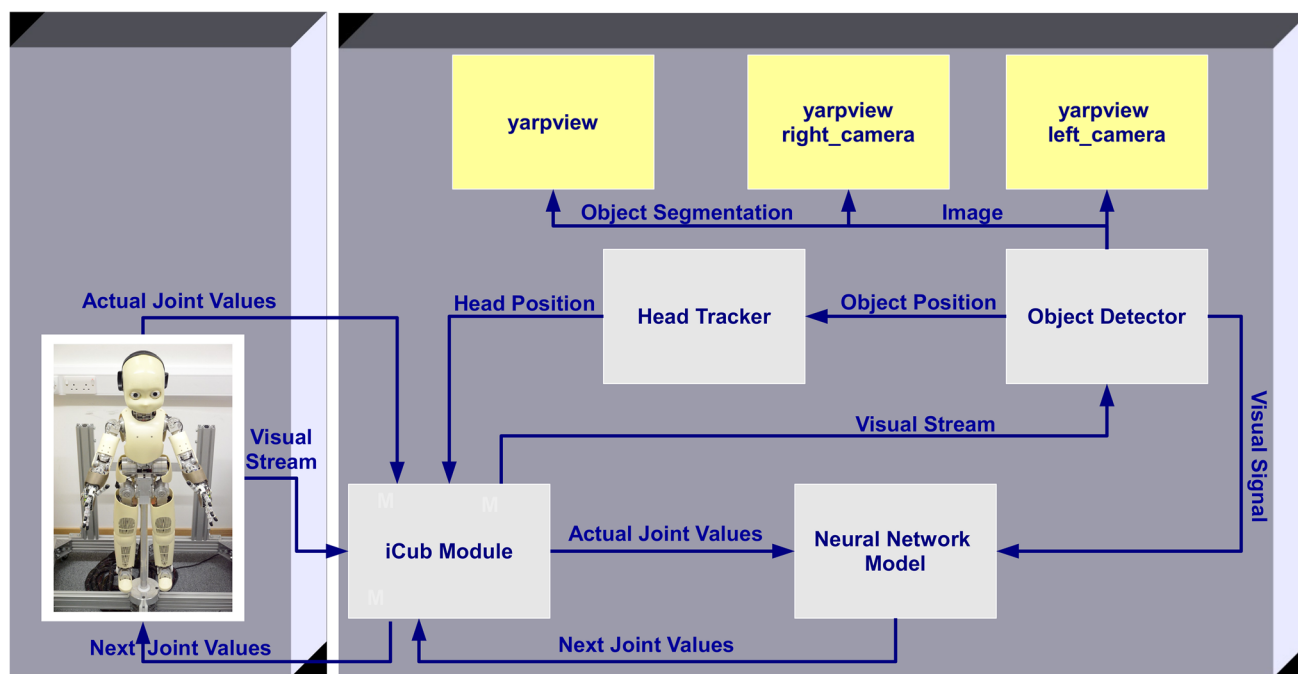 yarpview
yarpview
right_camera
yarpview
left_camera
Object Segmentation
Image
Actual Joint Values
Head Position
Head Tracker
Object Position
Object Detector
Visual
Stream
Visual Stream
Visual Signal
M
M
iCub Module
Actual Joint Values
Neural Network
Model
M
Next Joint Values
Next Joint Values